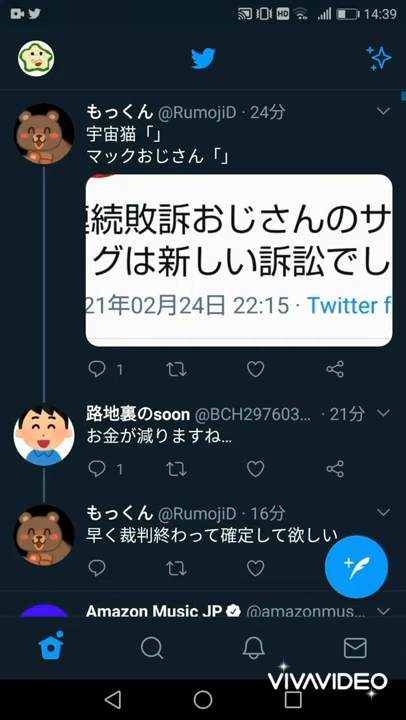 HD 14:39
もっくん @RumojiD · 24分
宇宙猫「」
マックおじさん「」
続敗訴おじさんのサ
グは新しい訴訟でし
21年02月24日 22:15 · Twitter f
1
路地裏のsoon @BCH297603... · 21分
お金が減りますね…
1
もっくん @RumojiD · 16分
早く裁判終わって確定して欲しい
Amazon Music JP @amazonmus...
VIVAVIDEO